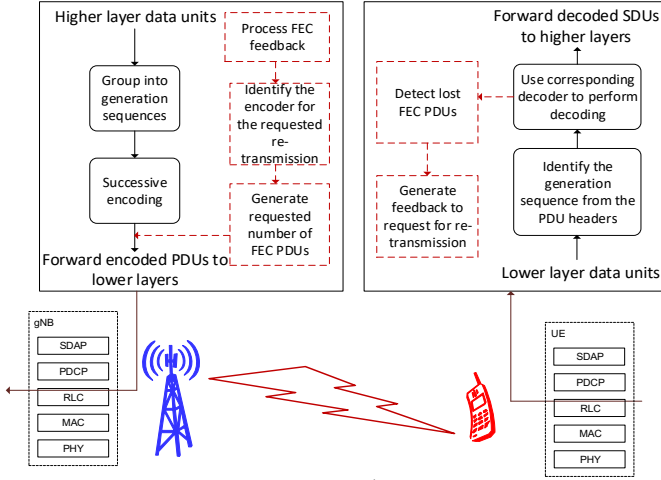 Higher layer data units
Group into
generation
sequences
Successive
encoding
Forward encoded PDUs to
lower layers
Process FEC
feedback
Identify the
encoder for
the requested
re-
transmission
Generate
requested
number of
FEC PDUs
Forward decoded SDUs
to higher layers
Use corresponding
decoder to perform
decoding
Identify the
generation
sequence from the
PDU headers
Lower layer data units
Detect lost
FEC PDUs
Generate
feedback to
request for re-
transmission
gNB
SDAP
PDCP
RLC
MAC
PHY
UE
SDAP
PDCP
RLC
MAC
PHY